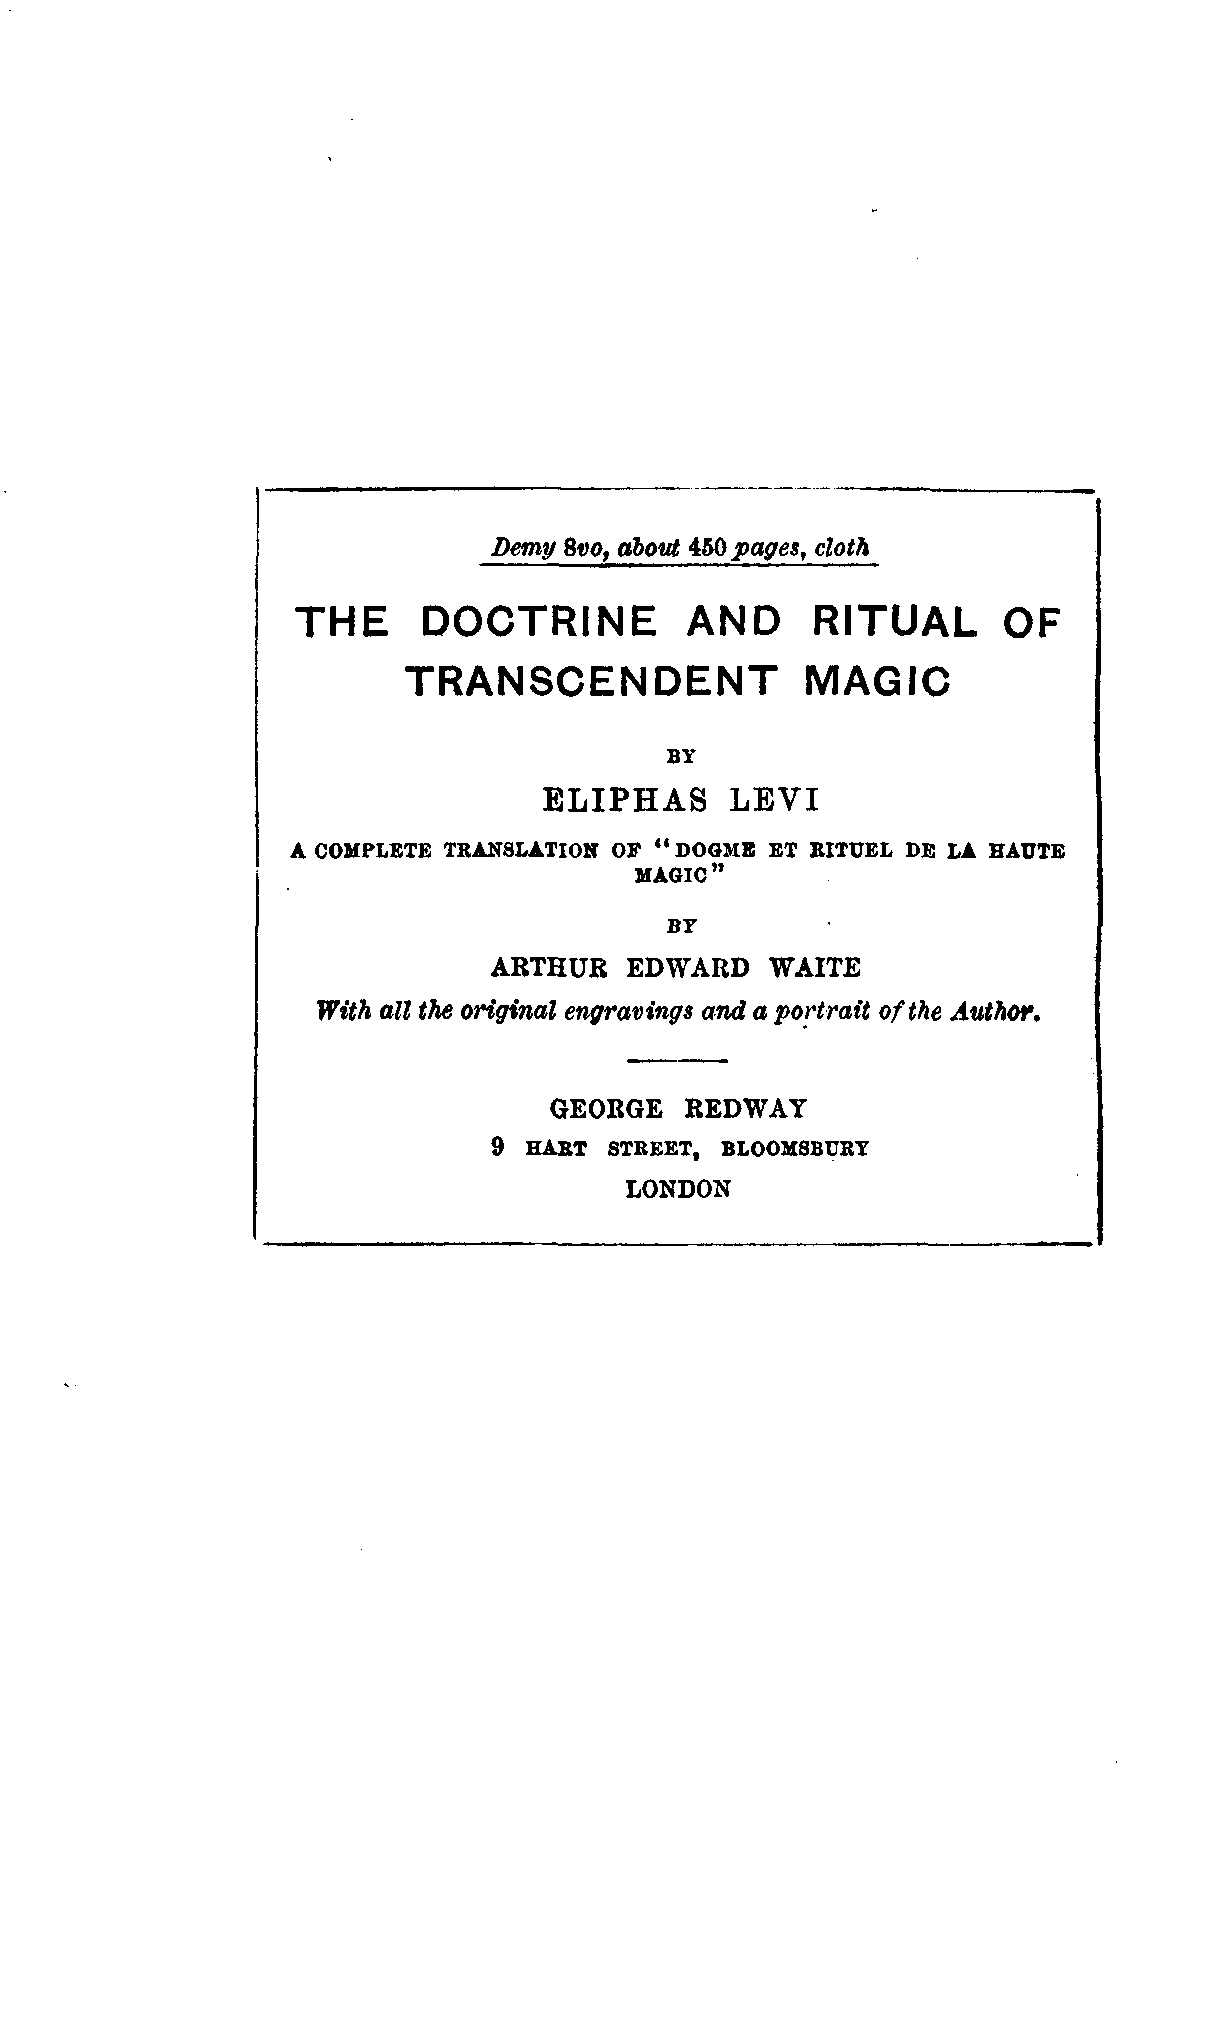 Demy 8vo, about 450 pages, cloth
THE DOCTRINE AND RITUAL OF
TRANSCENDENT MAGIC
BY
ELIPHAS LEVI
A COMPLETE TRANSLATION OF “DOGME ET RITUEL DE LA HAUTE
MAGIC”
BY
ARTHUR EDWARD WAITE
With all the original engravings and a portrait of the Author.
GEORGE REDWAY
9 HART STREET, BLOOMSBURY
LONDON